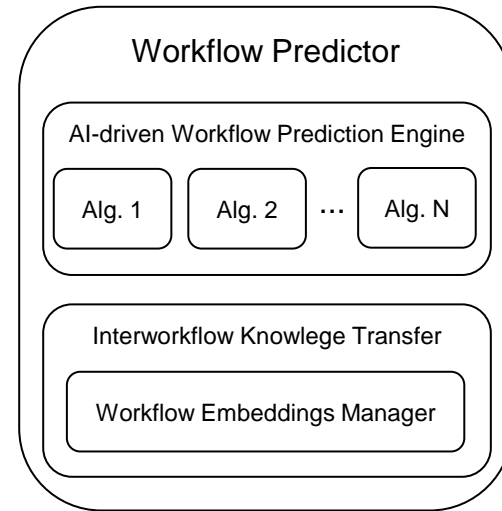 Workflow Predictor
AI-driven Workflow Prediction Engine
Alg. 1 Alg. 2 ... Alg. N
Interworkflow Knowlege Transfer
Workflow Embeddings Manager